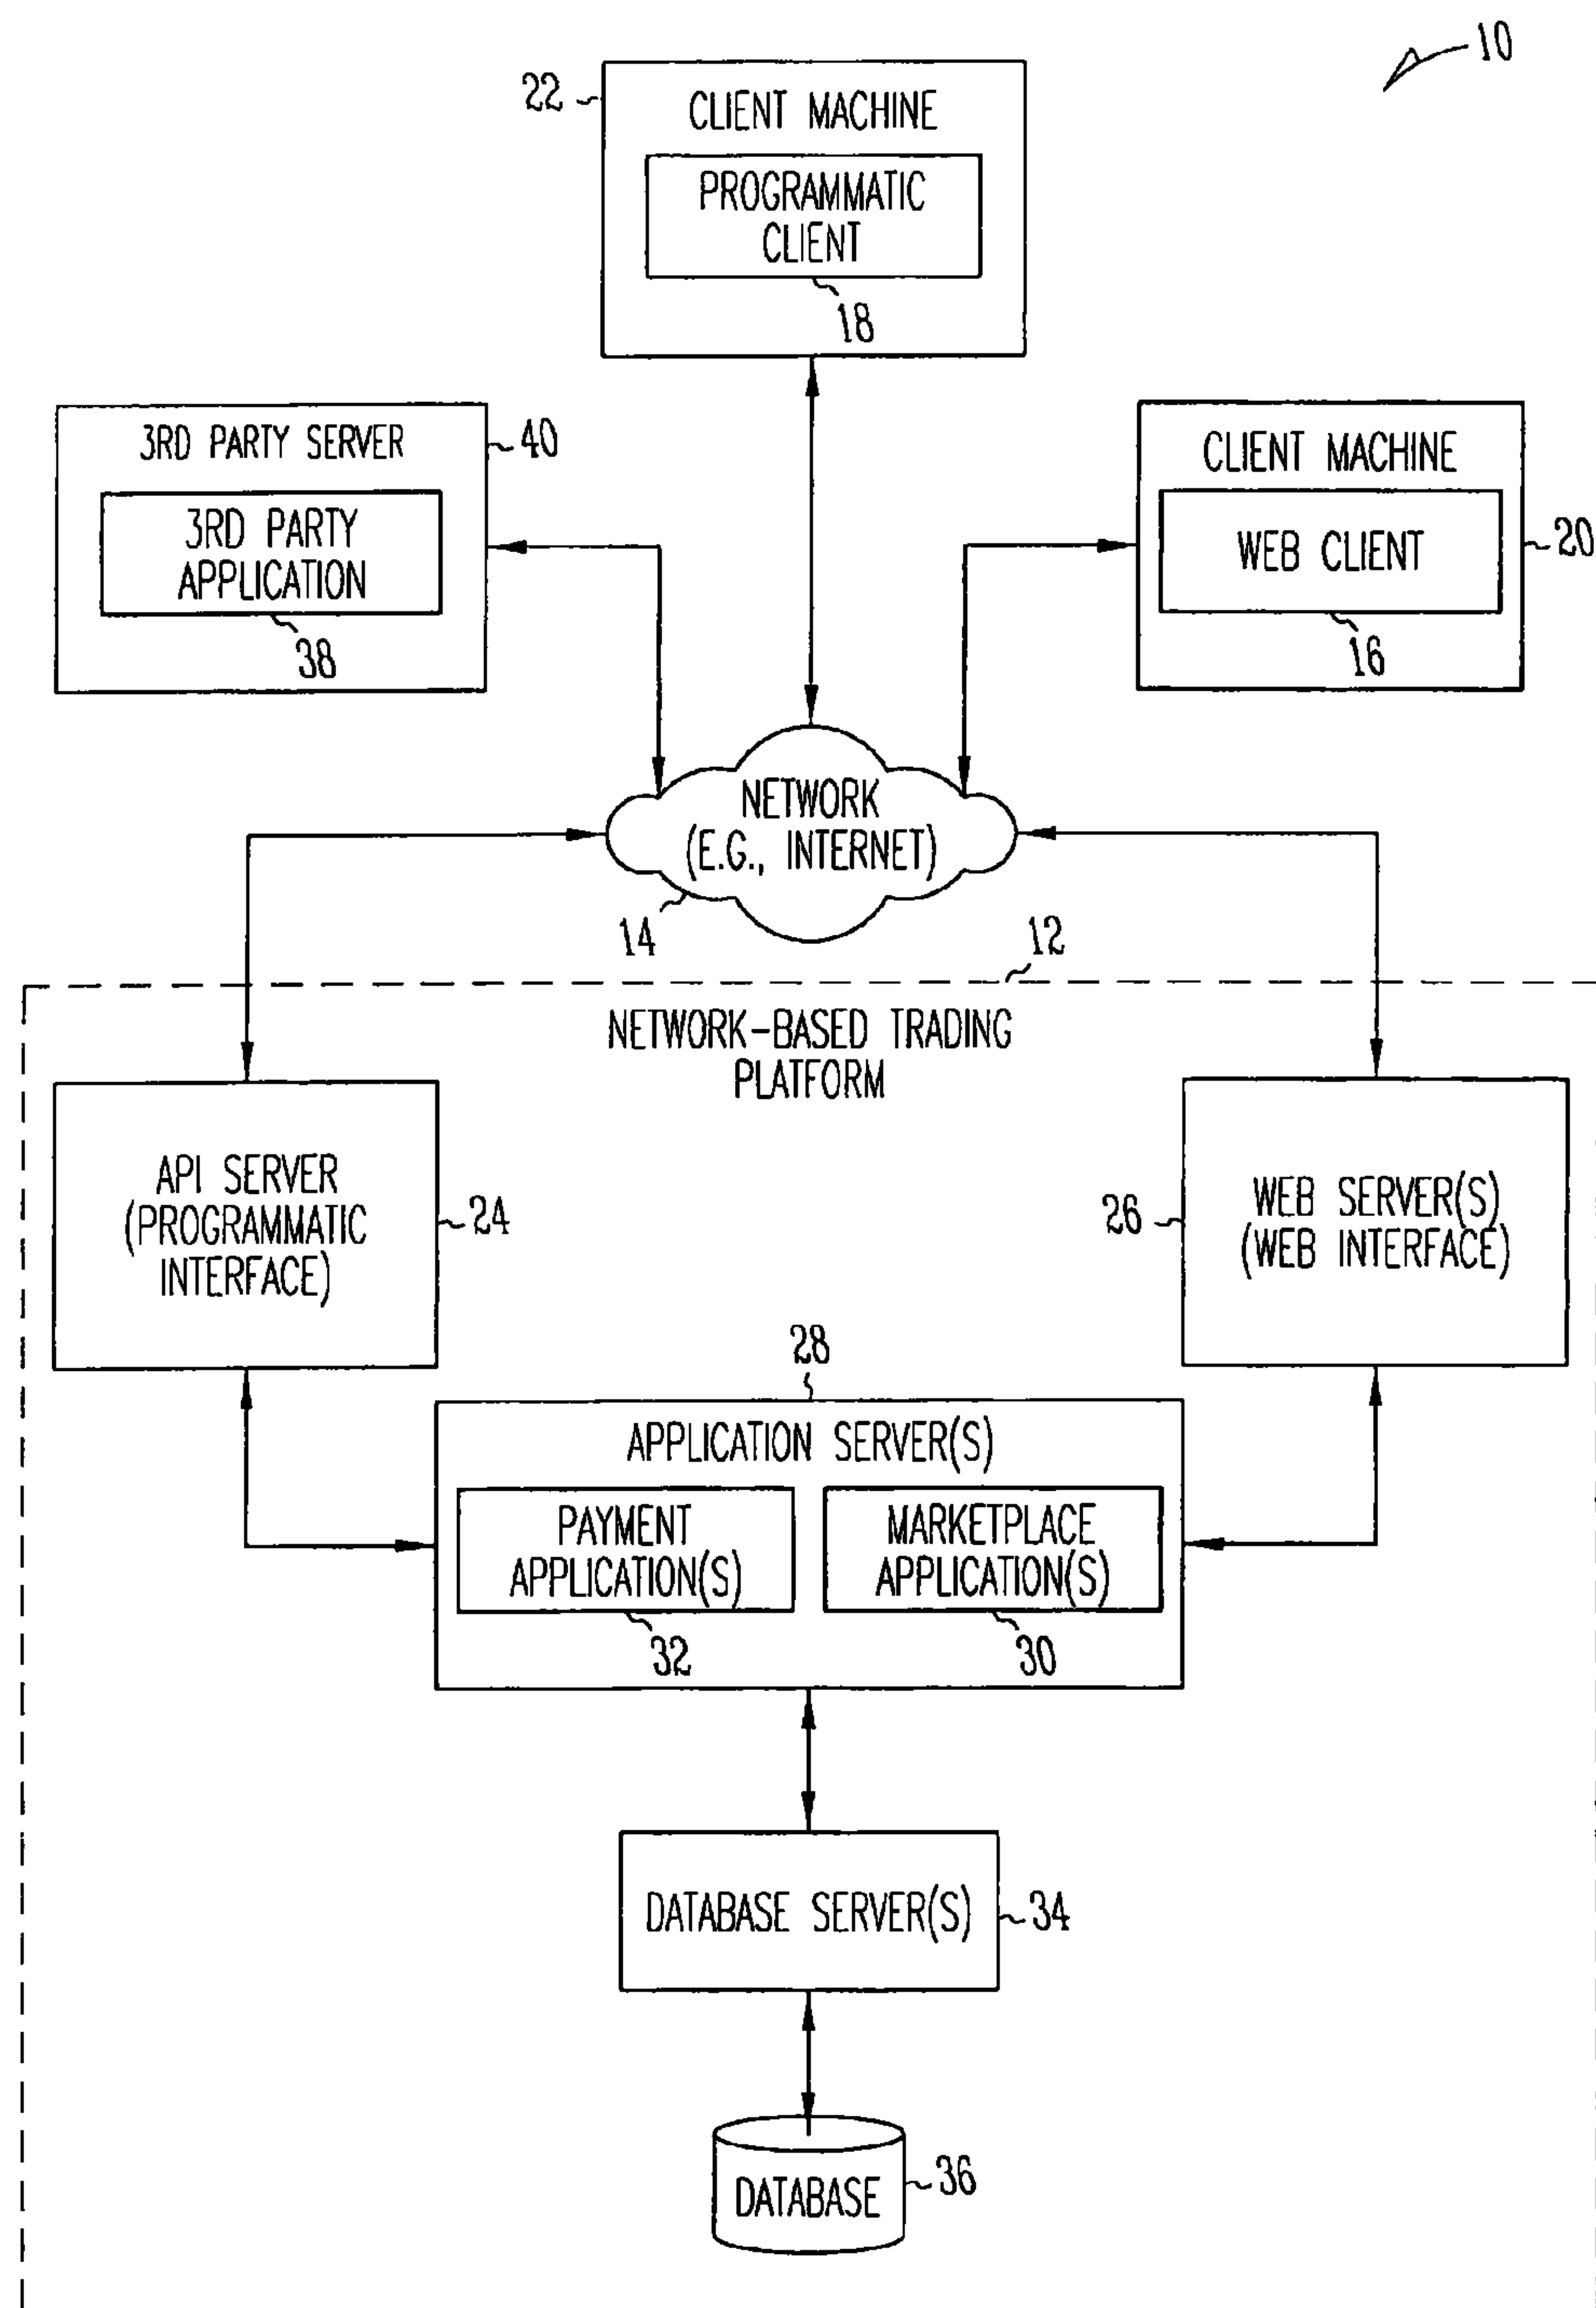 10
22
CLIENT MACHINE
PROGRAMMATIC
CLIENT
18
3RD PARTY SERVER
40
3RD PARTY
APPLICATION
38
CLIENT MACHINE
WEB CLIENT
20
16
NETWORK
(E.G., INTERNET)
14
12
NETWORK-BASED TRADING
PLATFORM
API SERVER
(PROGRAMMATIC
INTERFACE)
24
26
WEB SERVER(S)
(WEB INTERFACE)
28
APPLICATION SERVER(S)
PAYMENT
APPLICATION(S)
32
MARKETPLACE
APPLICATION(S)
30
DATABASE SERVER(S)
34
DATABASE
36